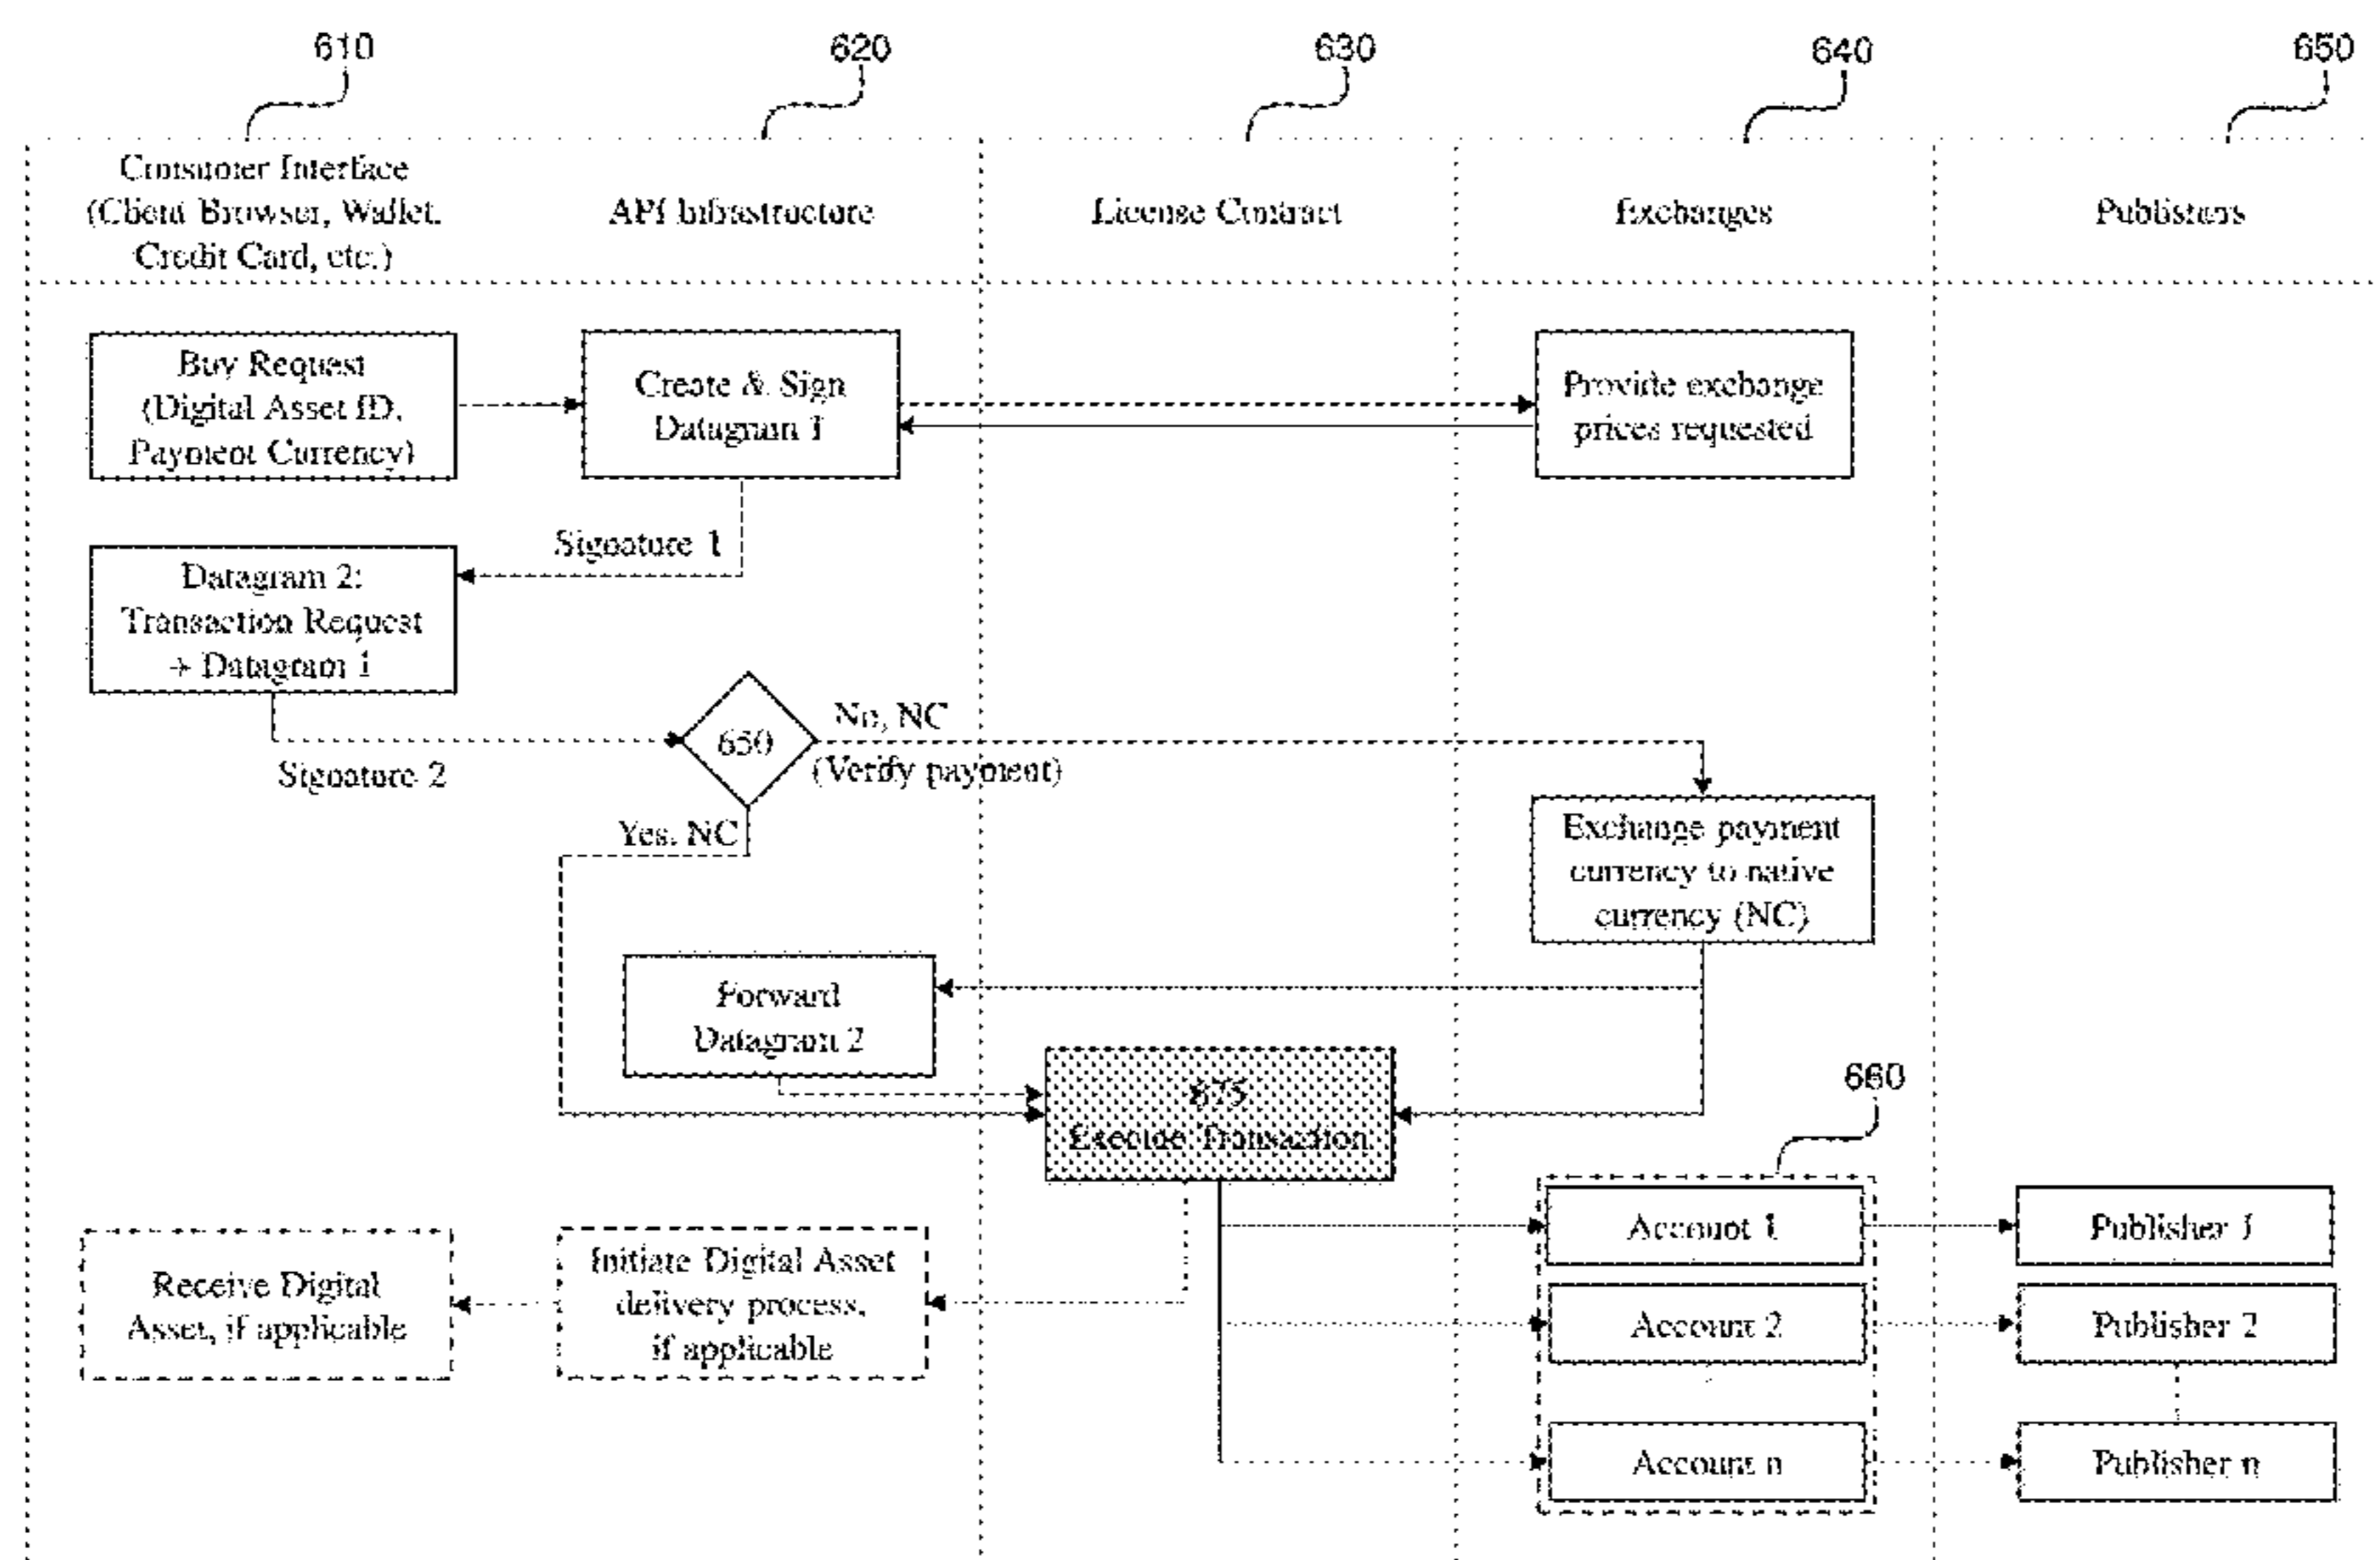 610
620
630
640
650
Consumer Interface
(Client Browser, Wallet,
Credit Card, etc.)
API Infrastructure
License Contract
Exchanges
Publishers
Buy Request
(Digital Asset ID,
Payment Currency)
Create & Sign
Datagram 1
Provide exchange
prices requested
Signature 1
Datagram 2:
Transaction Request
+ Datagram 1
Signature 2
650
No, NC
(Verify payment)
Yes, NC
Exchange payment
currency to native
currency (NC)
Forward
Datagram 2
675
Execute Transaction
660
Account 1
Publisher 1
Receive Digital
Asset, if applicable
Initiate Digital Asset
delivery process,
if applicable
Account 2
Publisher 2
Account n
Publisher n